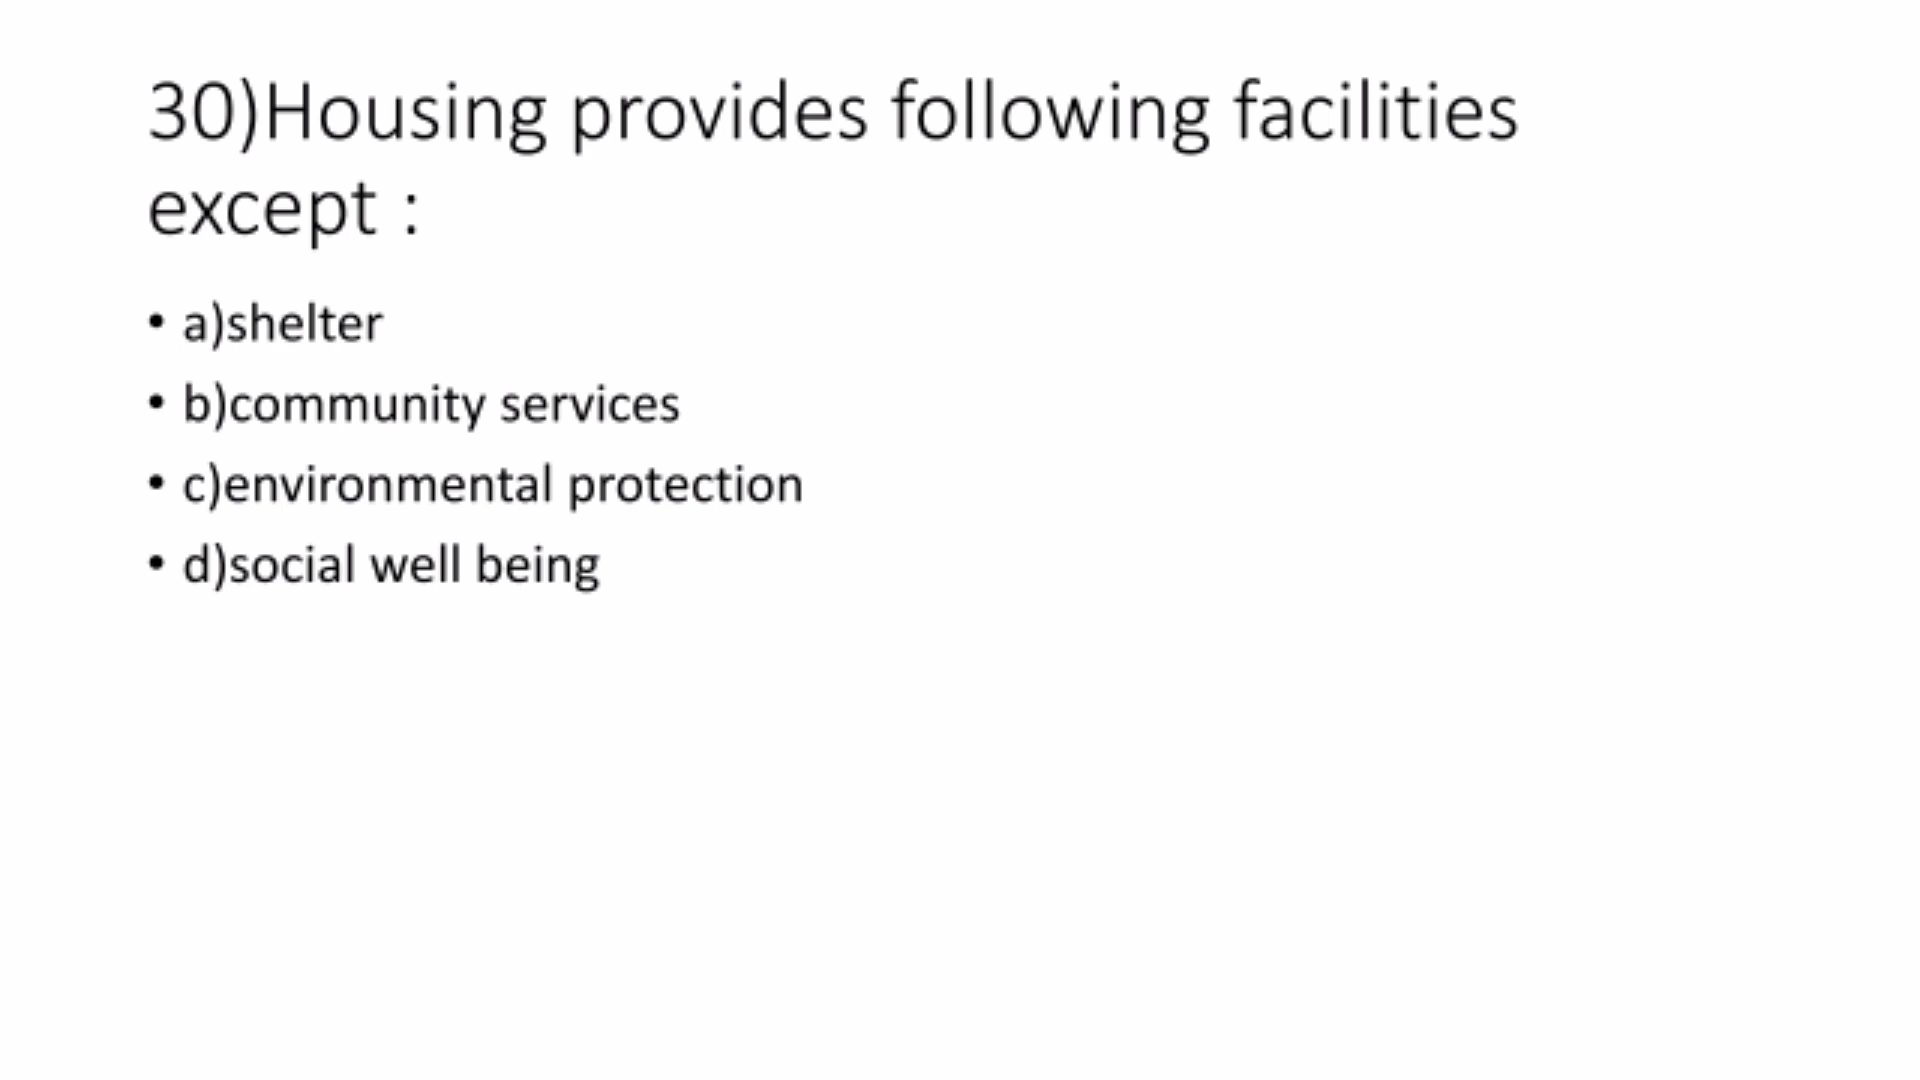 30)Housing provides following facilities
except :
• a)shelter
• b)community services
• c)environmental protection
• d)social well being